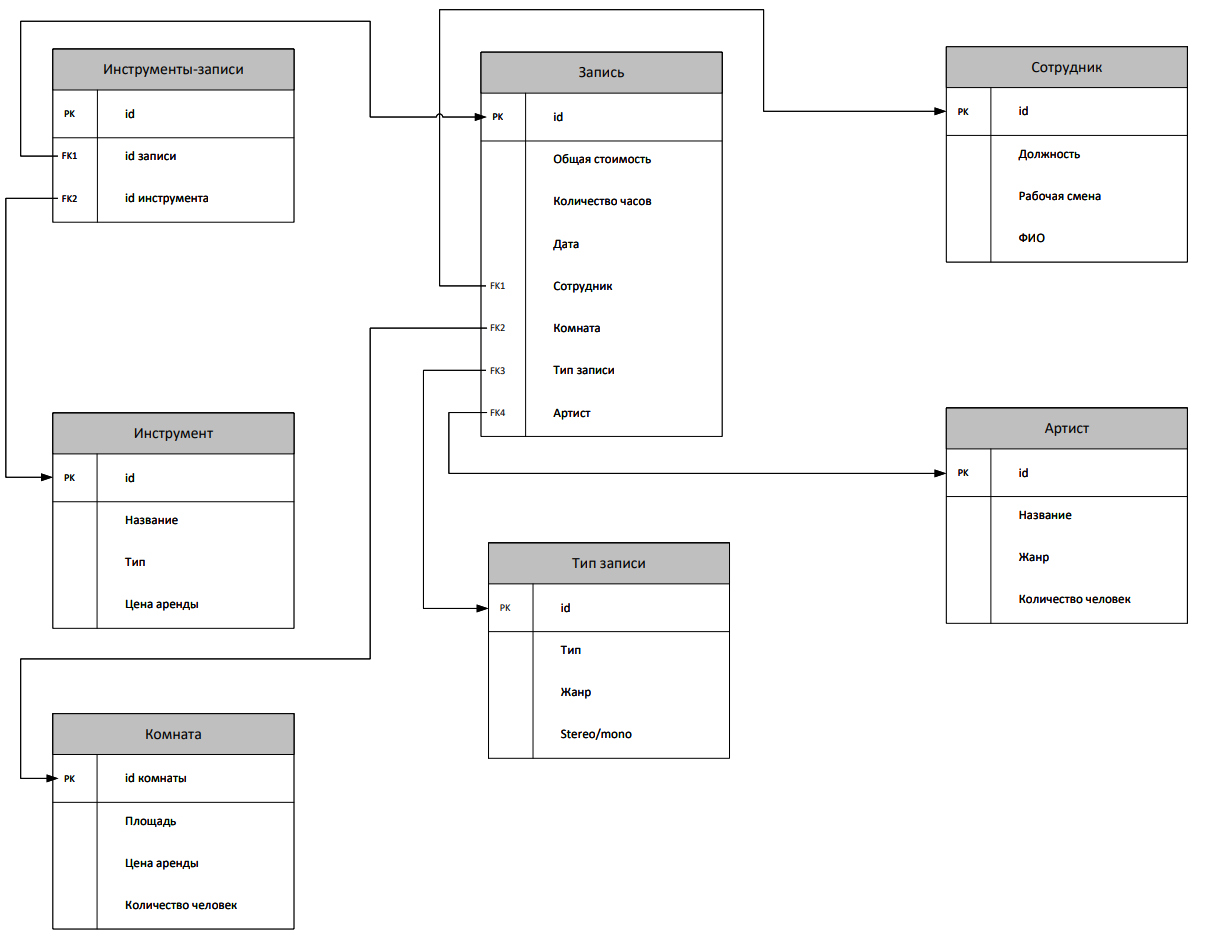 Инструменты-записи
PK id
FK1 id записи
FK2 id инструмента
Запись
PK id
Общая стоимость
Количество часов
Дата
FK1 Сотрудник
FK2 Комната
FK3 Тип записи
FK4 Артист
Сотрудник
PK id
Должность
Рабочая смена
ФИО
Инструмент
PK id
Название
Тип
Цена аренды
Артист
PK id
Название
Жанр
Количество человек
Тип записи
PK id
Тип
Жанр
Stereo/mono
Комната
PK id комнаты
Площадь
Цена аренды
Количество человек